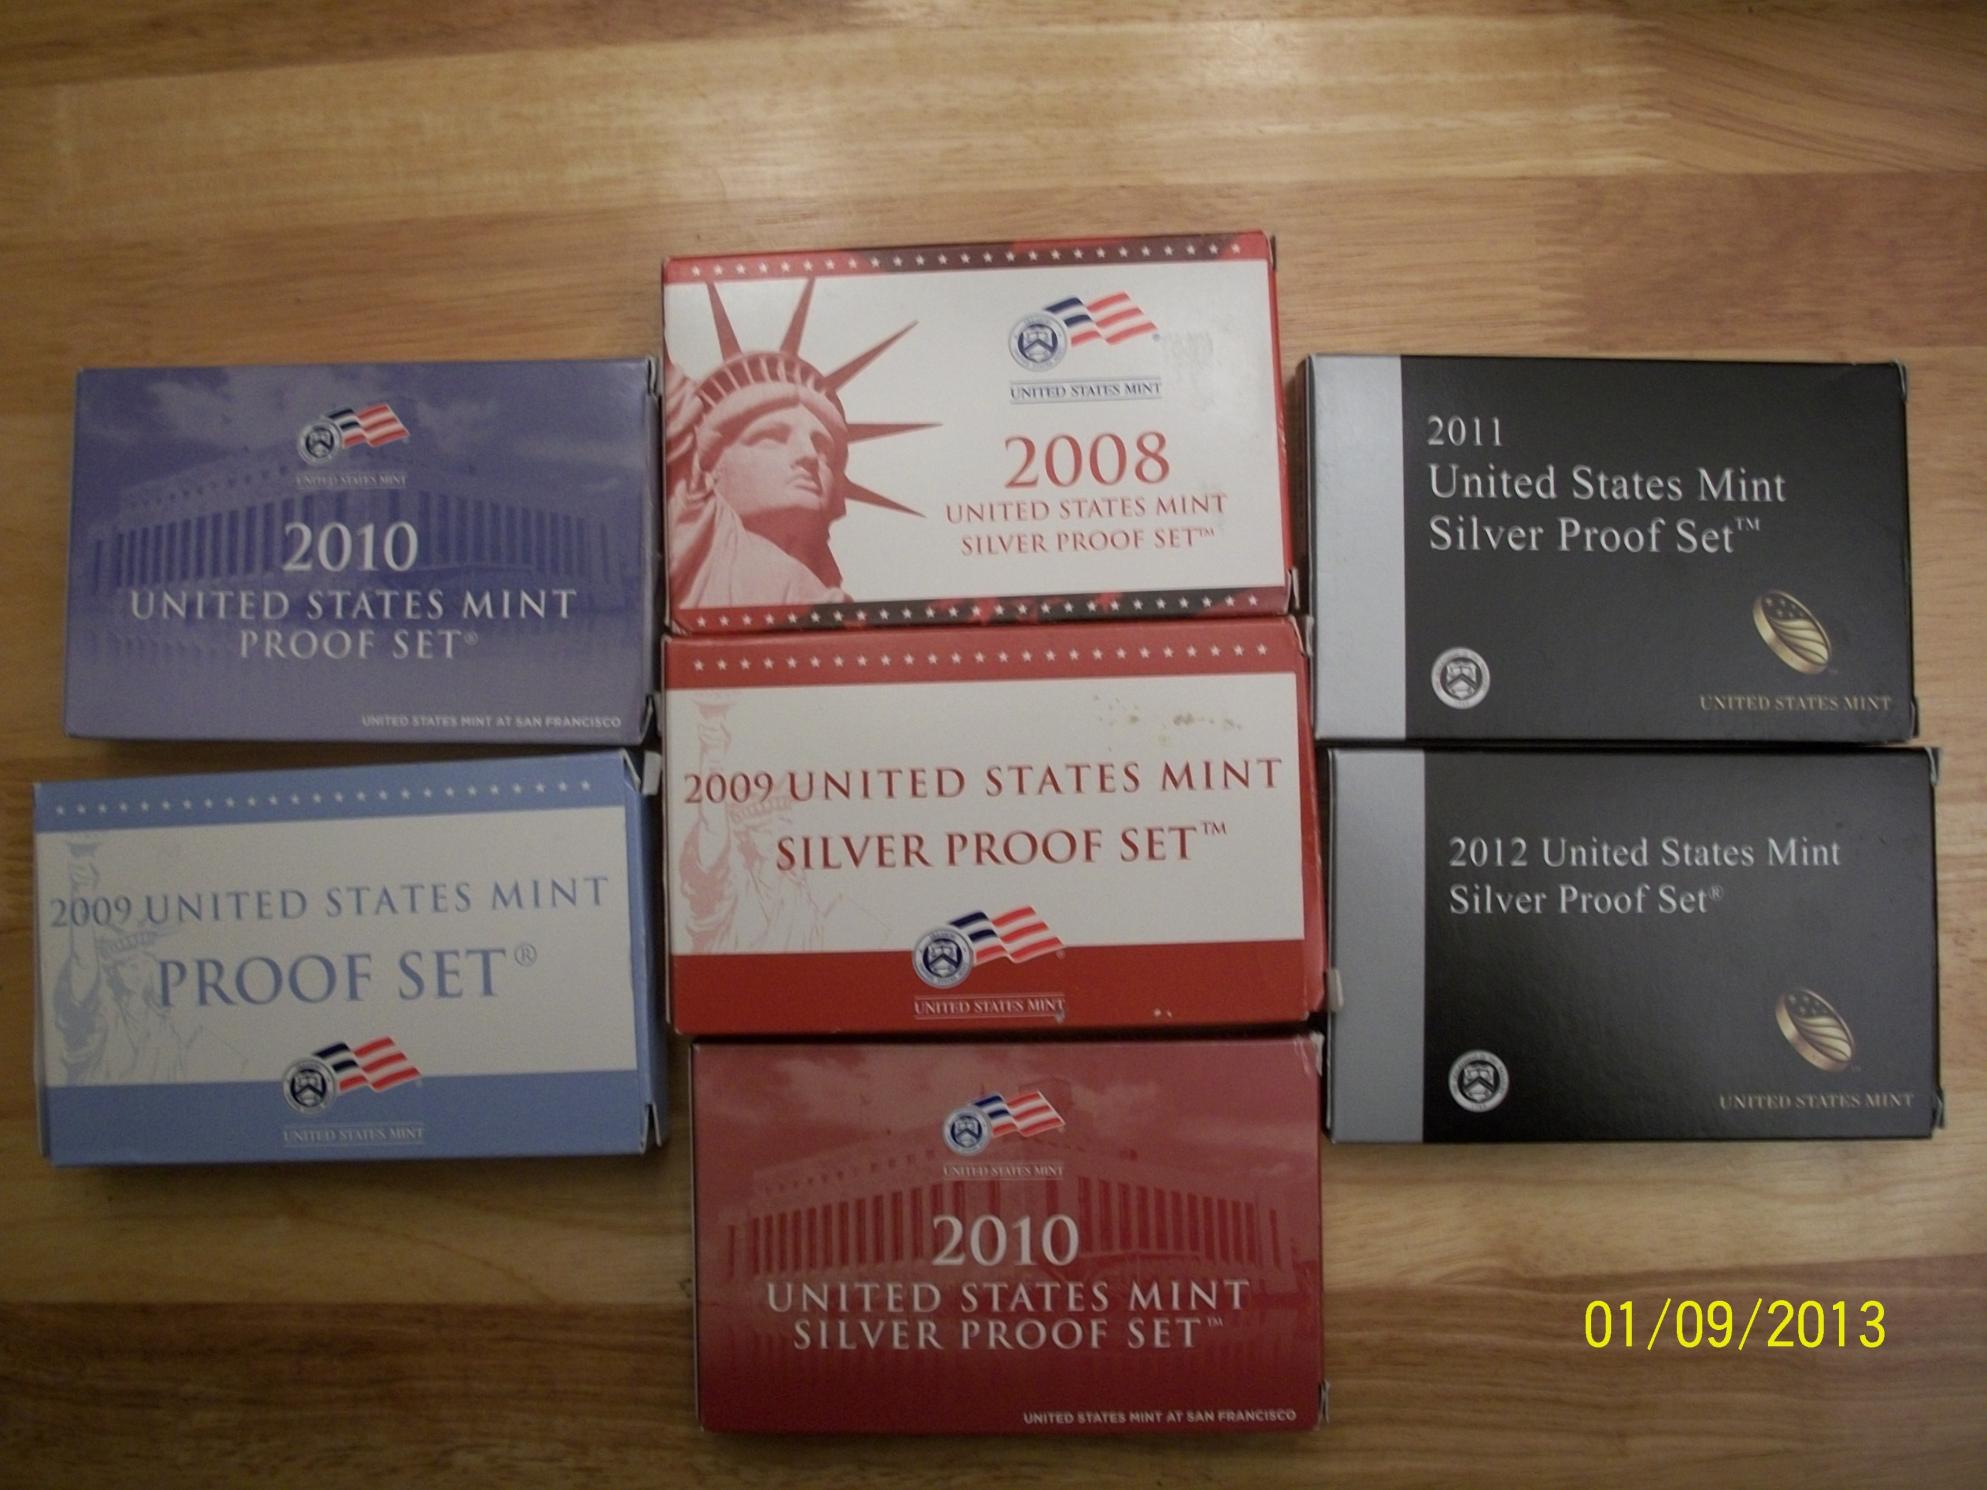 UNITED STATES MINT
2010
UNITED STATES MINT
PROOF SET®
UNITED STATES MINT AT SAN FRANCISCO
2009 UNITED STATES MINT
PROOF SET®
UNITED STATES MINT
UNITED STATES MINT
2008
UNITED STATES MINT
SILVER PROOF SET™
2009 UNITED STATES MINT
SILVER PROOF SET™
UNITED STATES MINT
UNITED STATES MINT
2010
UNITED STATES MINT
SILVER PROOF SET™
UNITED STATES MINT AT SAN FRANCISCO
2011
United States Mint
Silver Proof Set™
UNITED STATES MINT
2012 United States Mint
Silver Proof Set®
UNITED STATES MINT
01/09/2013